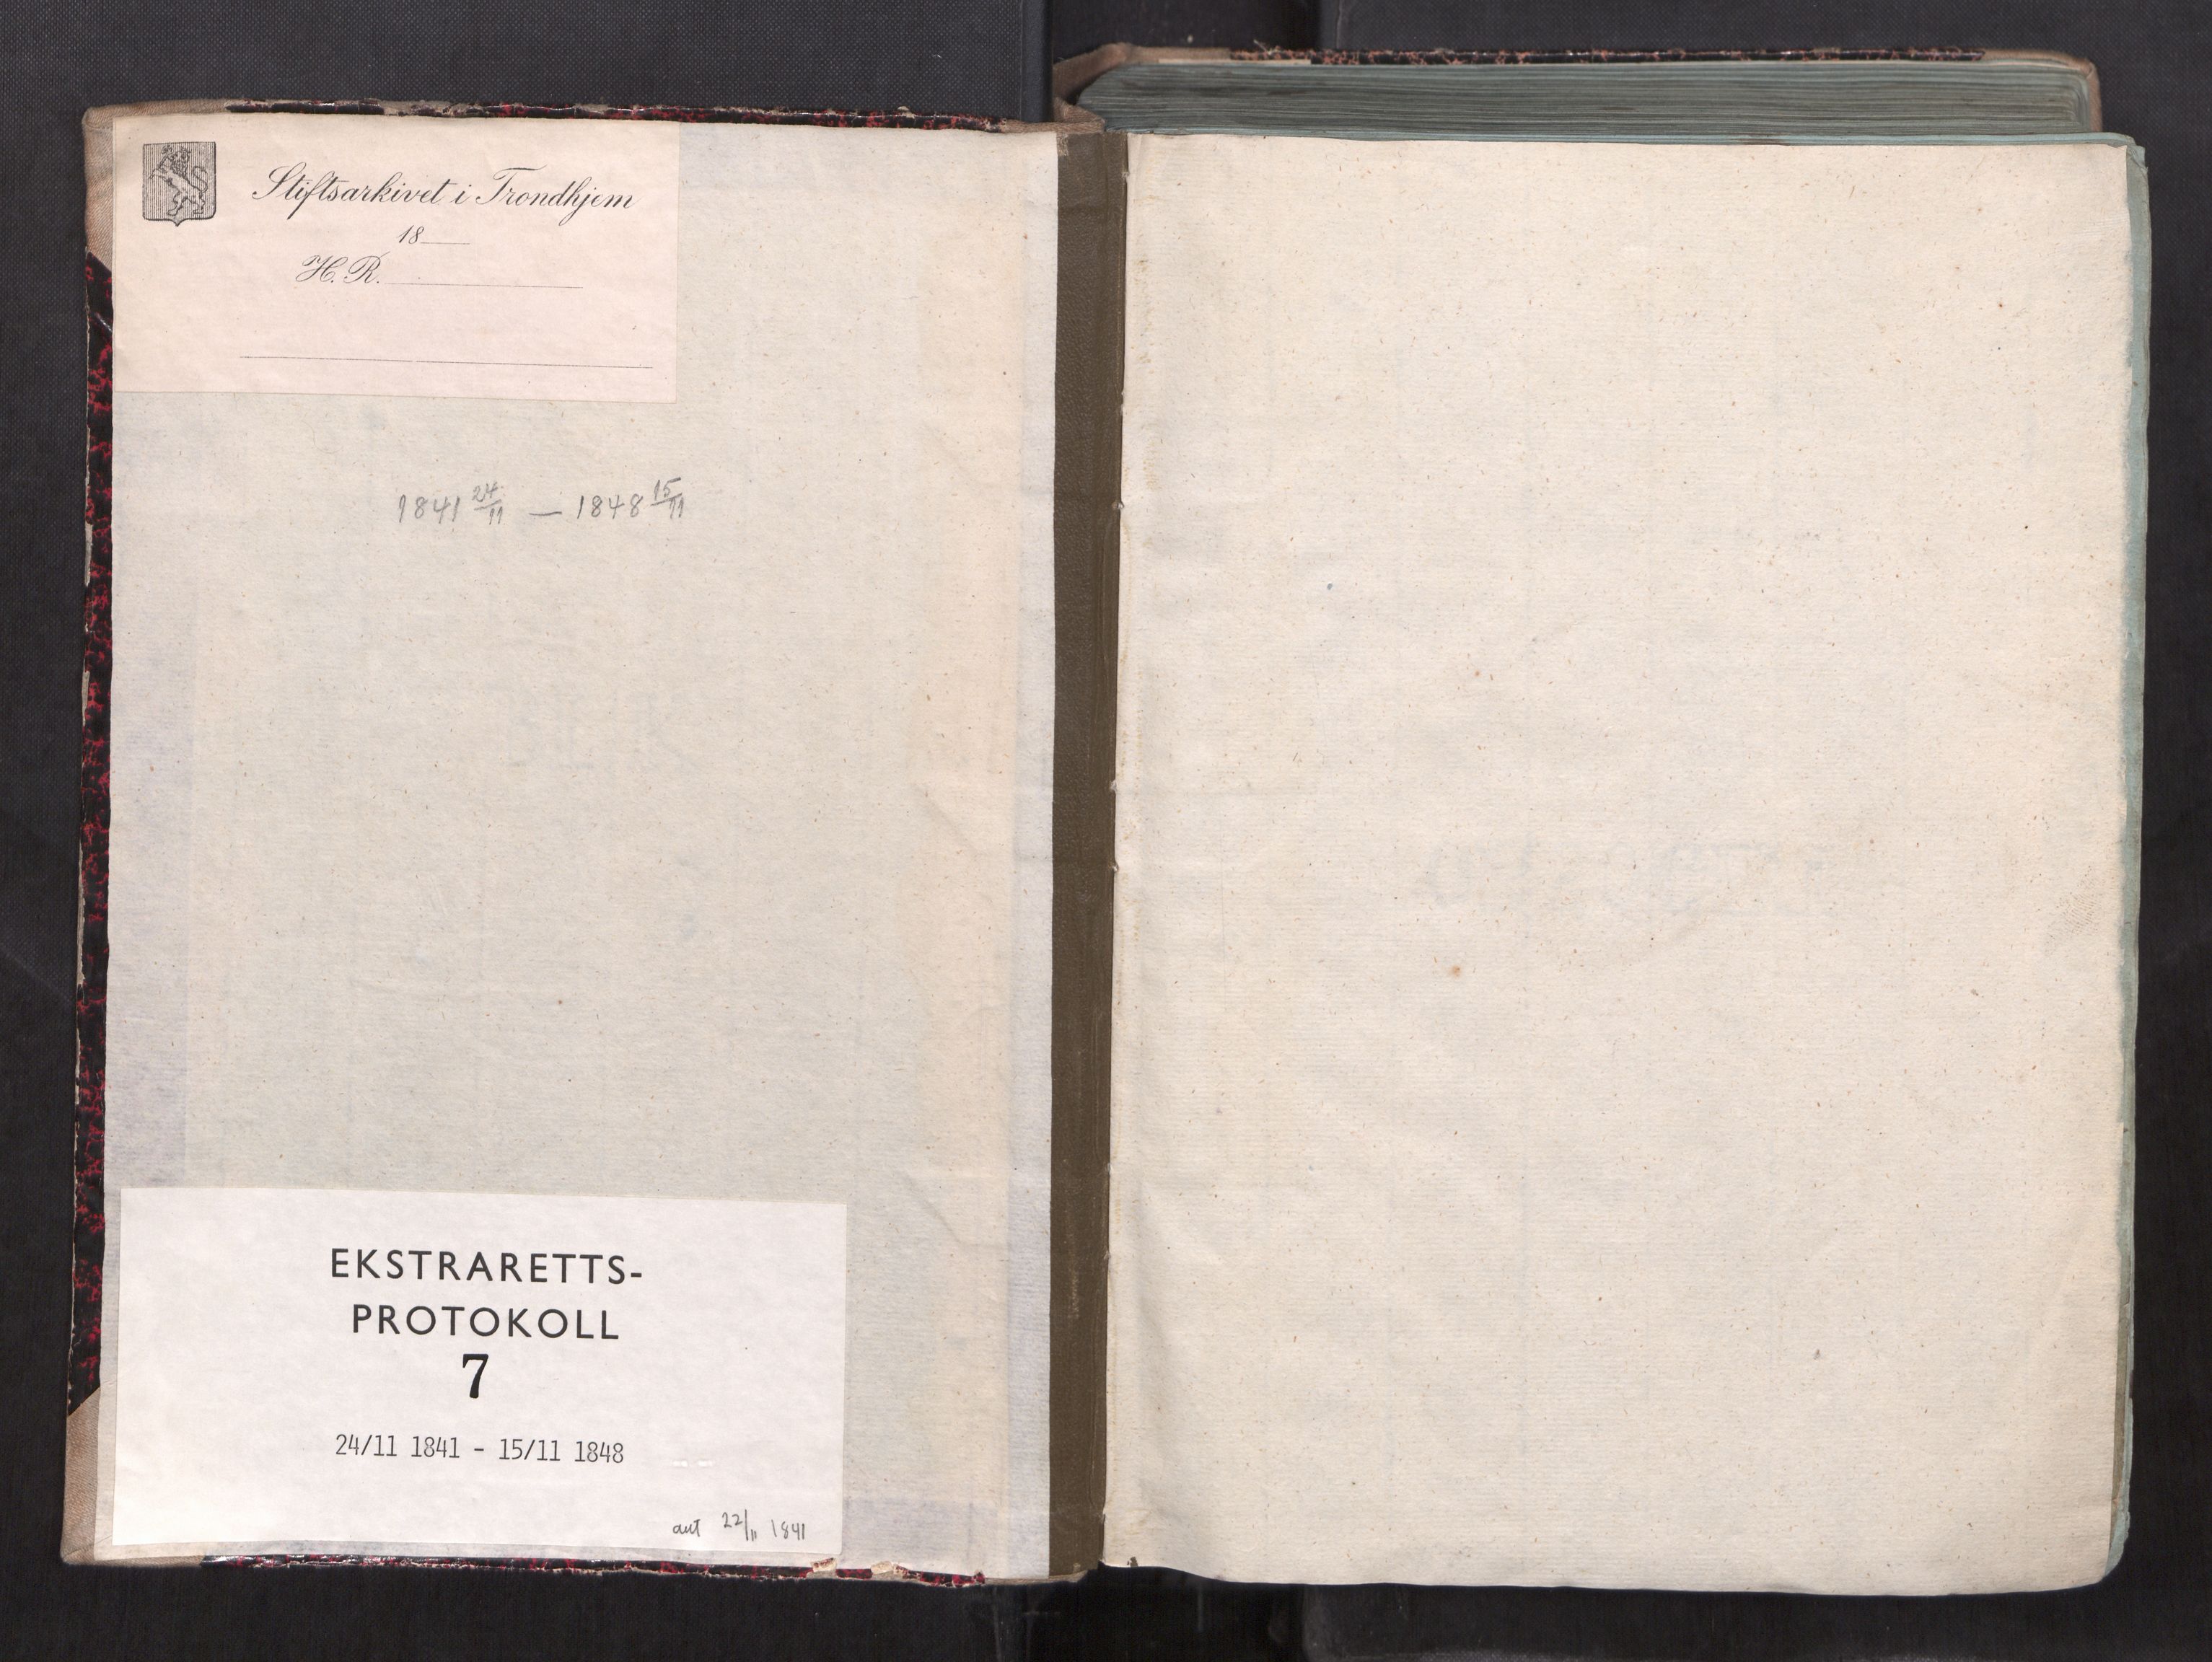 Stiftsarkivet i Trondhjem
18
H. R.
1841 24/11 — 1848 15/11
EKSTRARETTS-
PROTOKOLL
7
24/11 1841 - 15/11 1848
aut 22/11 1841